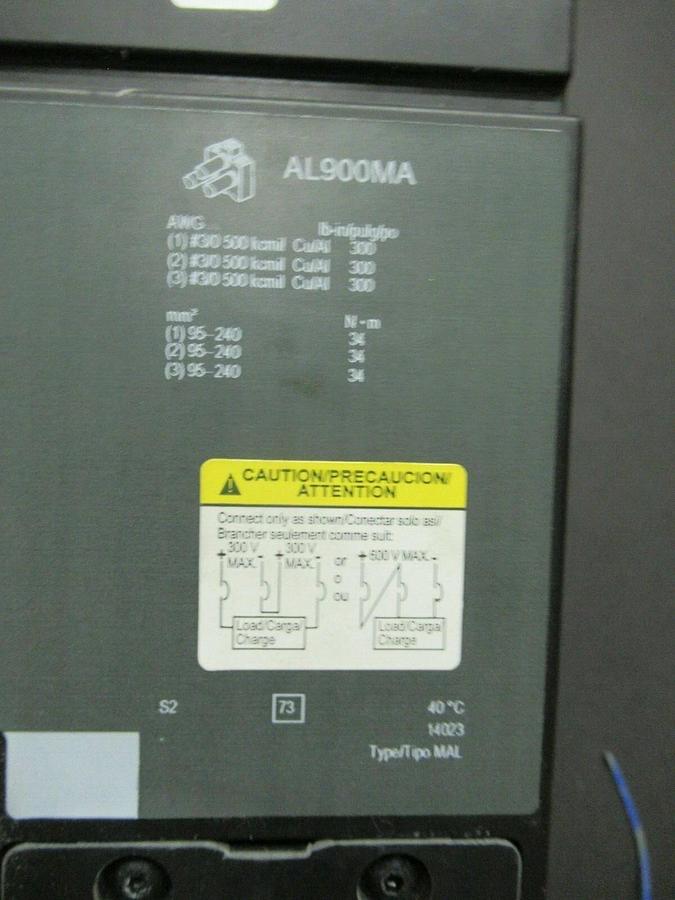 AL900MA
AWG lb-in/pulg/po
(1) #3/0 500 kcmil Cu/Al 300
(2) #3/0 500 kcmil Cu/Al 300
(3) #3/0 500 kcmil Cu/Al 300
mm² N·m
(1) 95–240 34
(2) 95–240 34
(3) 95–240 34
CAUTION/PRECAUCION/
ATTENTION
Connect only as shown/Conectar solo asi/
Brancher seulement comme suit:
+ 300 V - + 300 V - or + 600 V MAX. -
MAX. MAX.
o
ou
Load/Carga/ Load/Carga/
Charge Charge
S2 73 40 °C
14023
Type/Tipo MAL